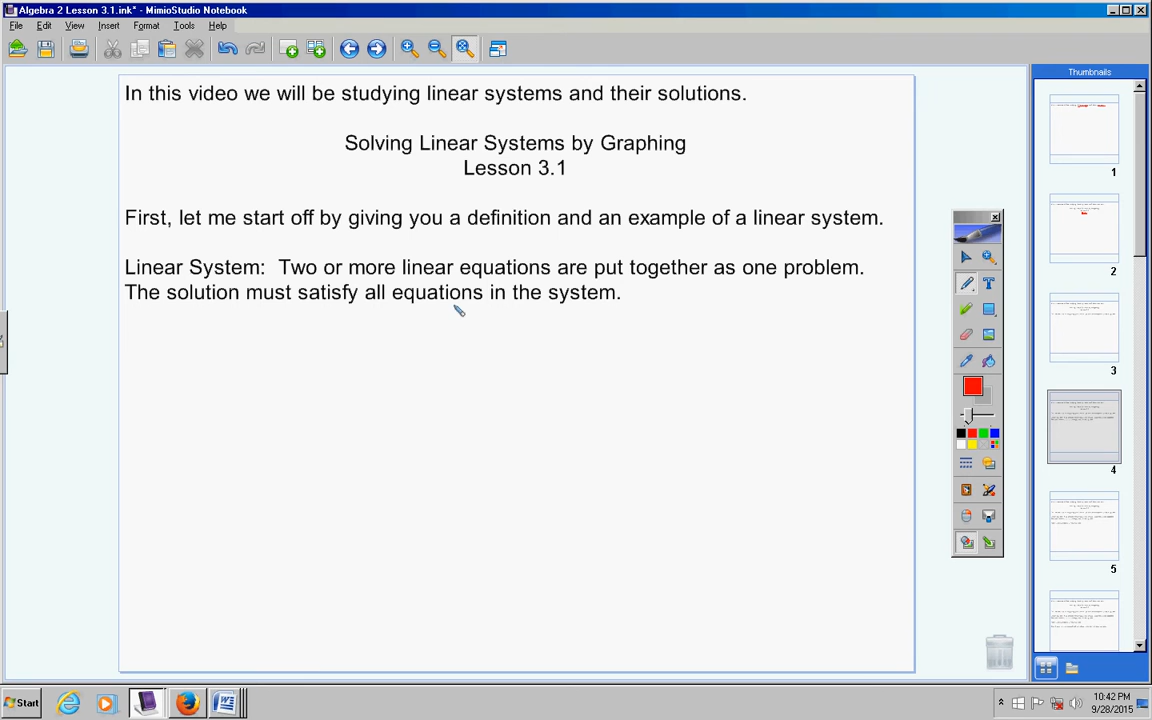 Algebra 2 Lesson 3.1.ink* - MimioStudio Notebook
File Edit View Insert Format Tools Help
In this video we will be studying linear systems and their solutions.
Solving Linear Systems by Graphing
Lesson 3.1
First, let me start off by giving you a definition and an example of a linear system.
Linear System:  Two or more linear equations are put together as one problem.
The solution must satisfy all equations in the system.
Thumbnails
1
2
3
4
5
Start
10:42 PM
9/28/2015